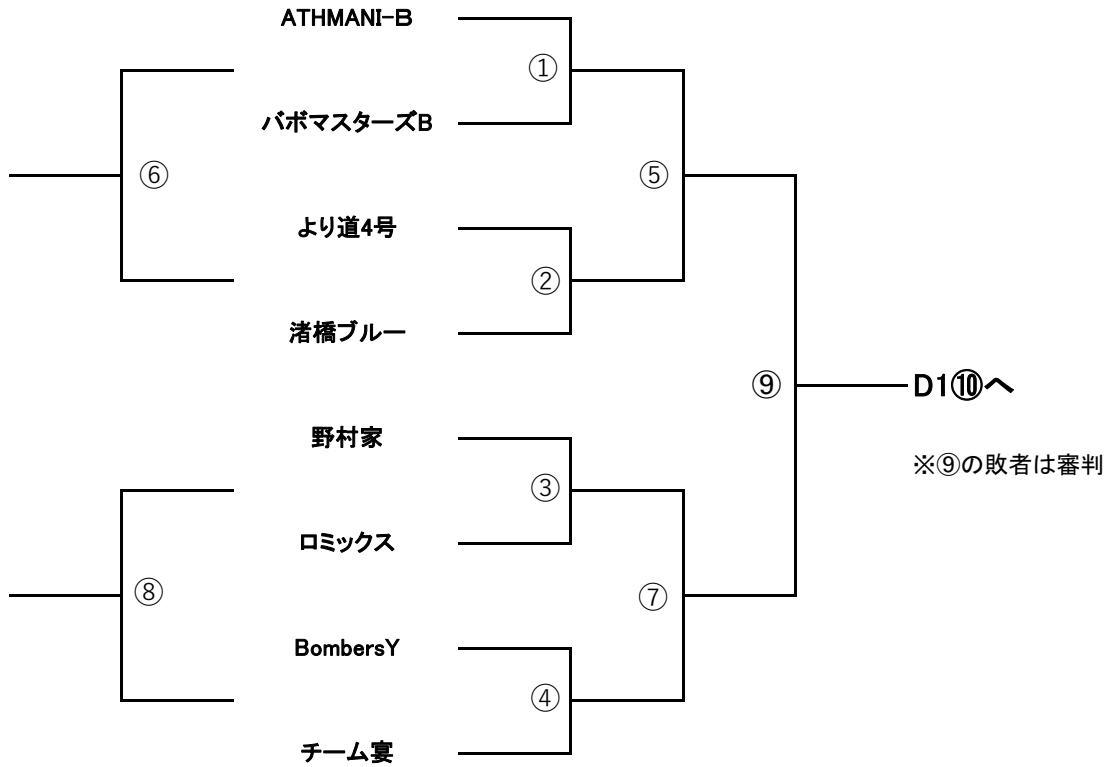 ATHMANI-B
①
バボマスターズB
⑥
⑤
より道4号
②
渚橋ブルー
⑨
D1⑩へ
野村家
※⑨の敗者は審判
③
ロミックス
⑧
⑦
BombersY
④
チーム宴